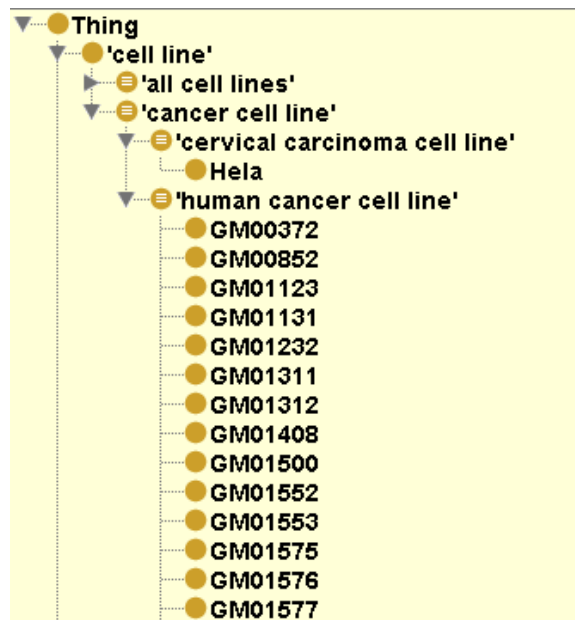 Thing
'cell line'
'all cell lines'
'cancer cell line'
'cervical carcinoma cell line'
Hela
'human cancer cell line'
GM00372
GM00852
GM01123
GM01131
GM01232
GM01311
GM01312
GM01408
GM01500
GM01552
GM01553
GM01575
GM01576
GM01577